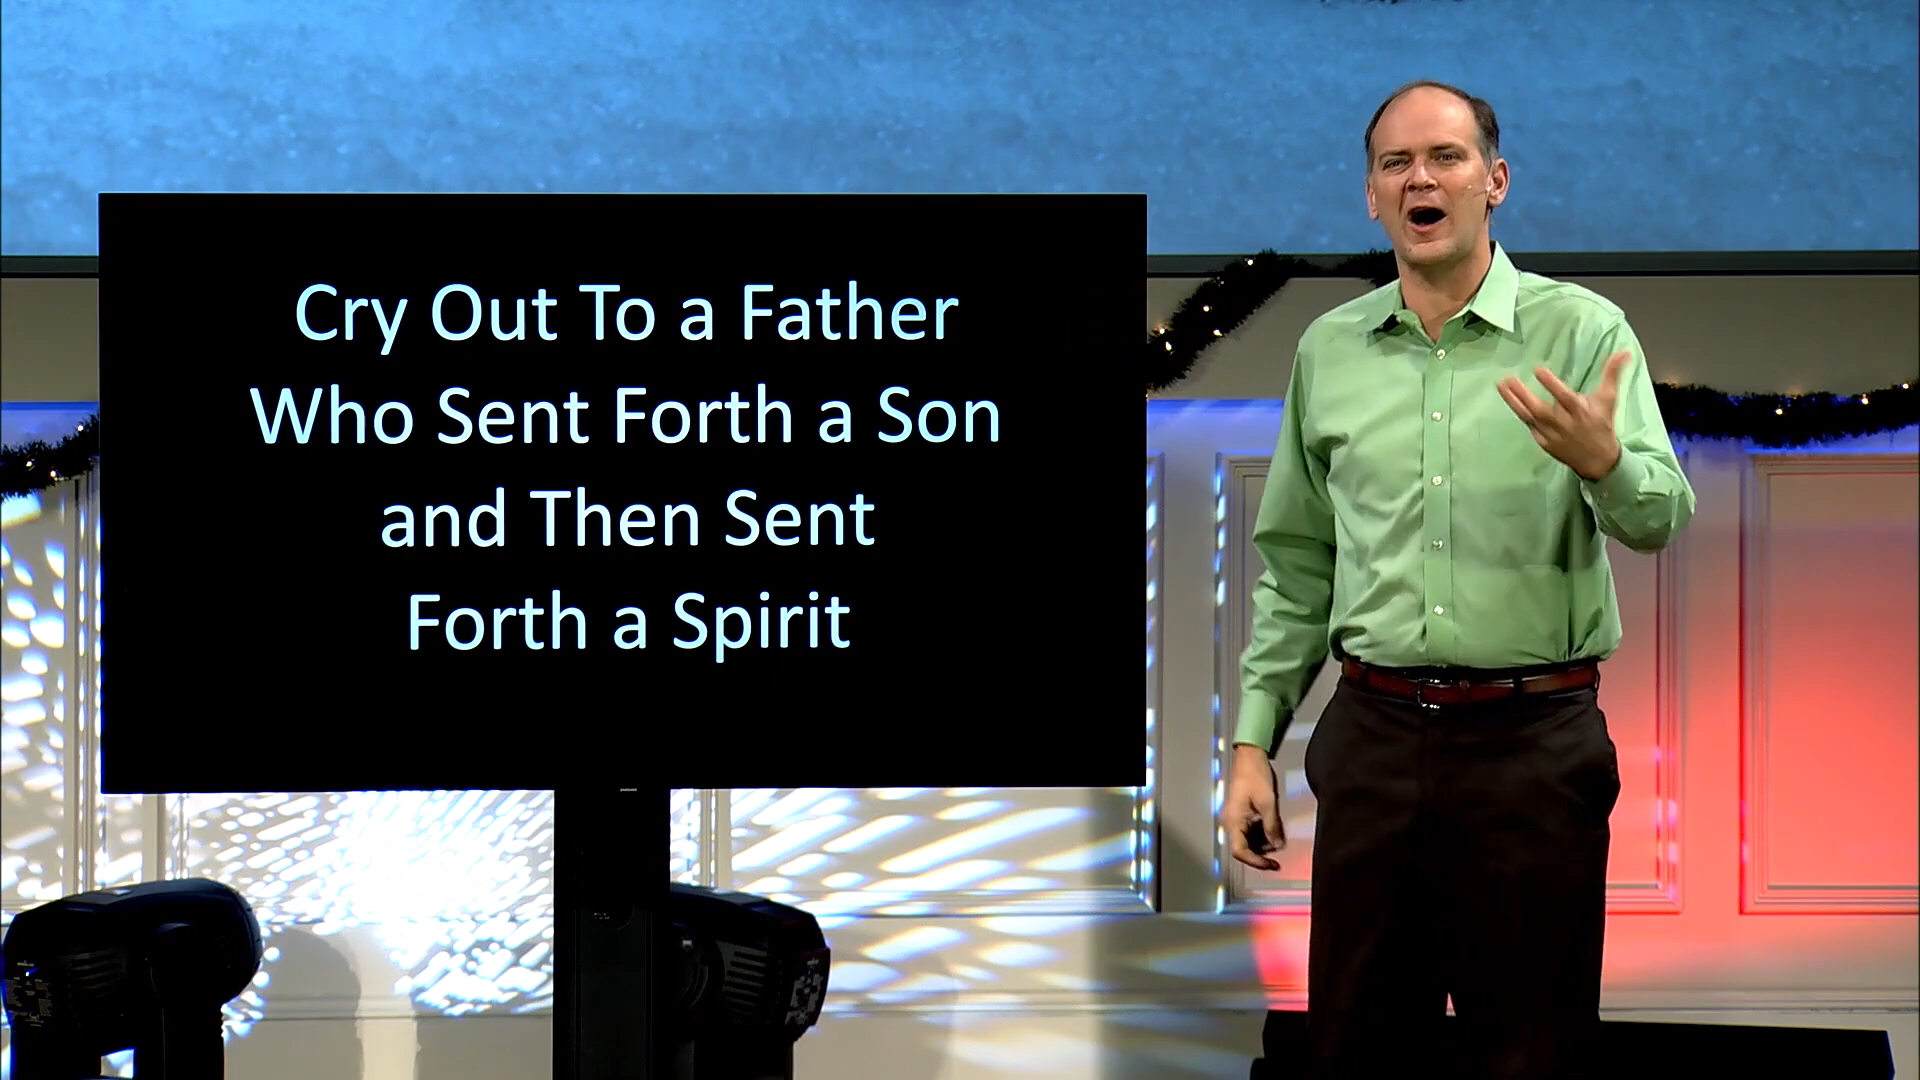 Cry Out To a Father
Who Sent Forth a Son
and Then Sent
Forth a Spirit